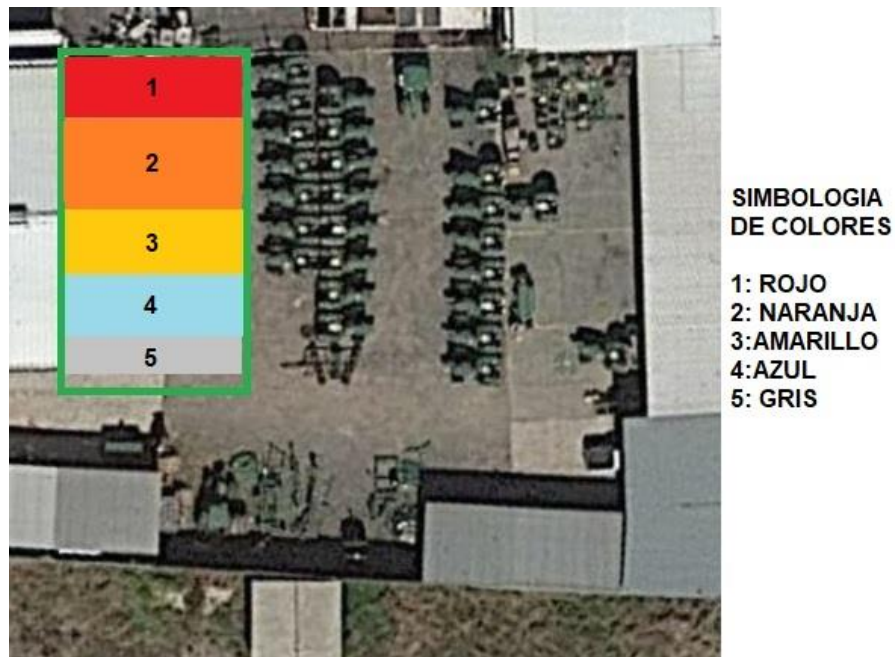 1
2
3
4
5
SIMBOLOGIA
DE COLORES
1: ROJO
2: NARANJA
3:AMARILLO
4:AZUL
5: GRIS